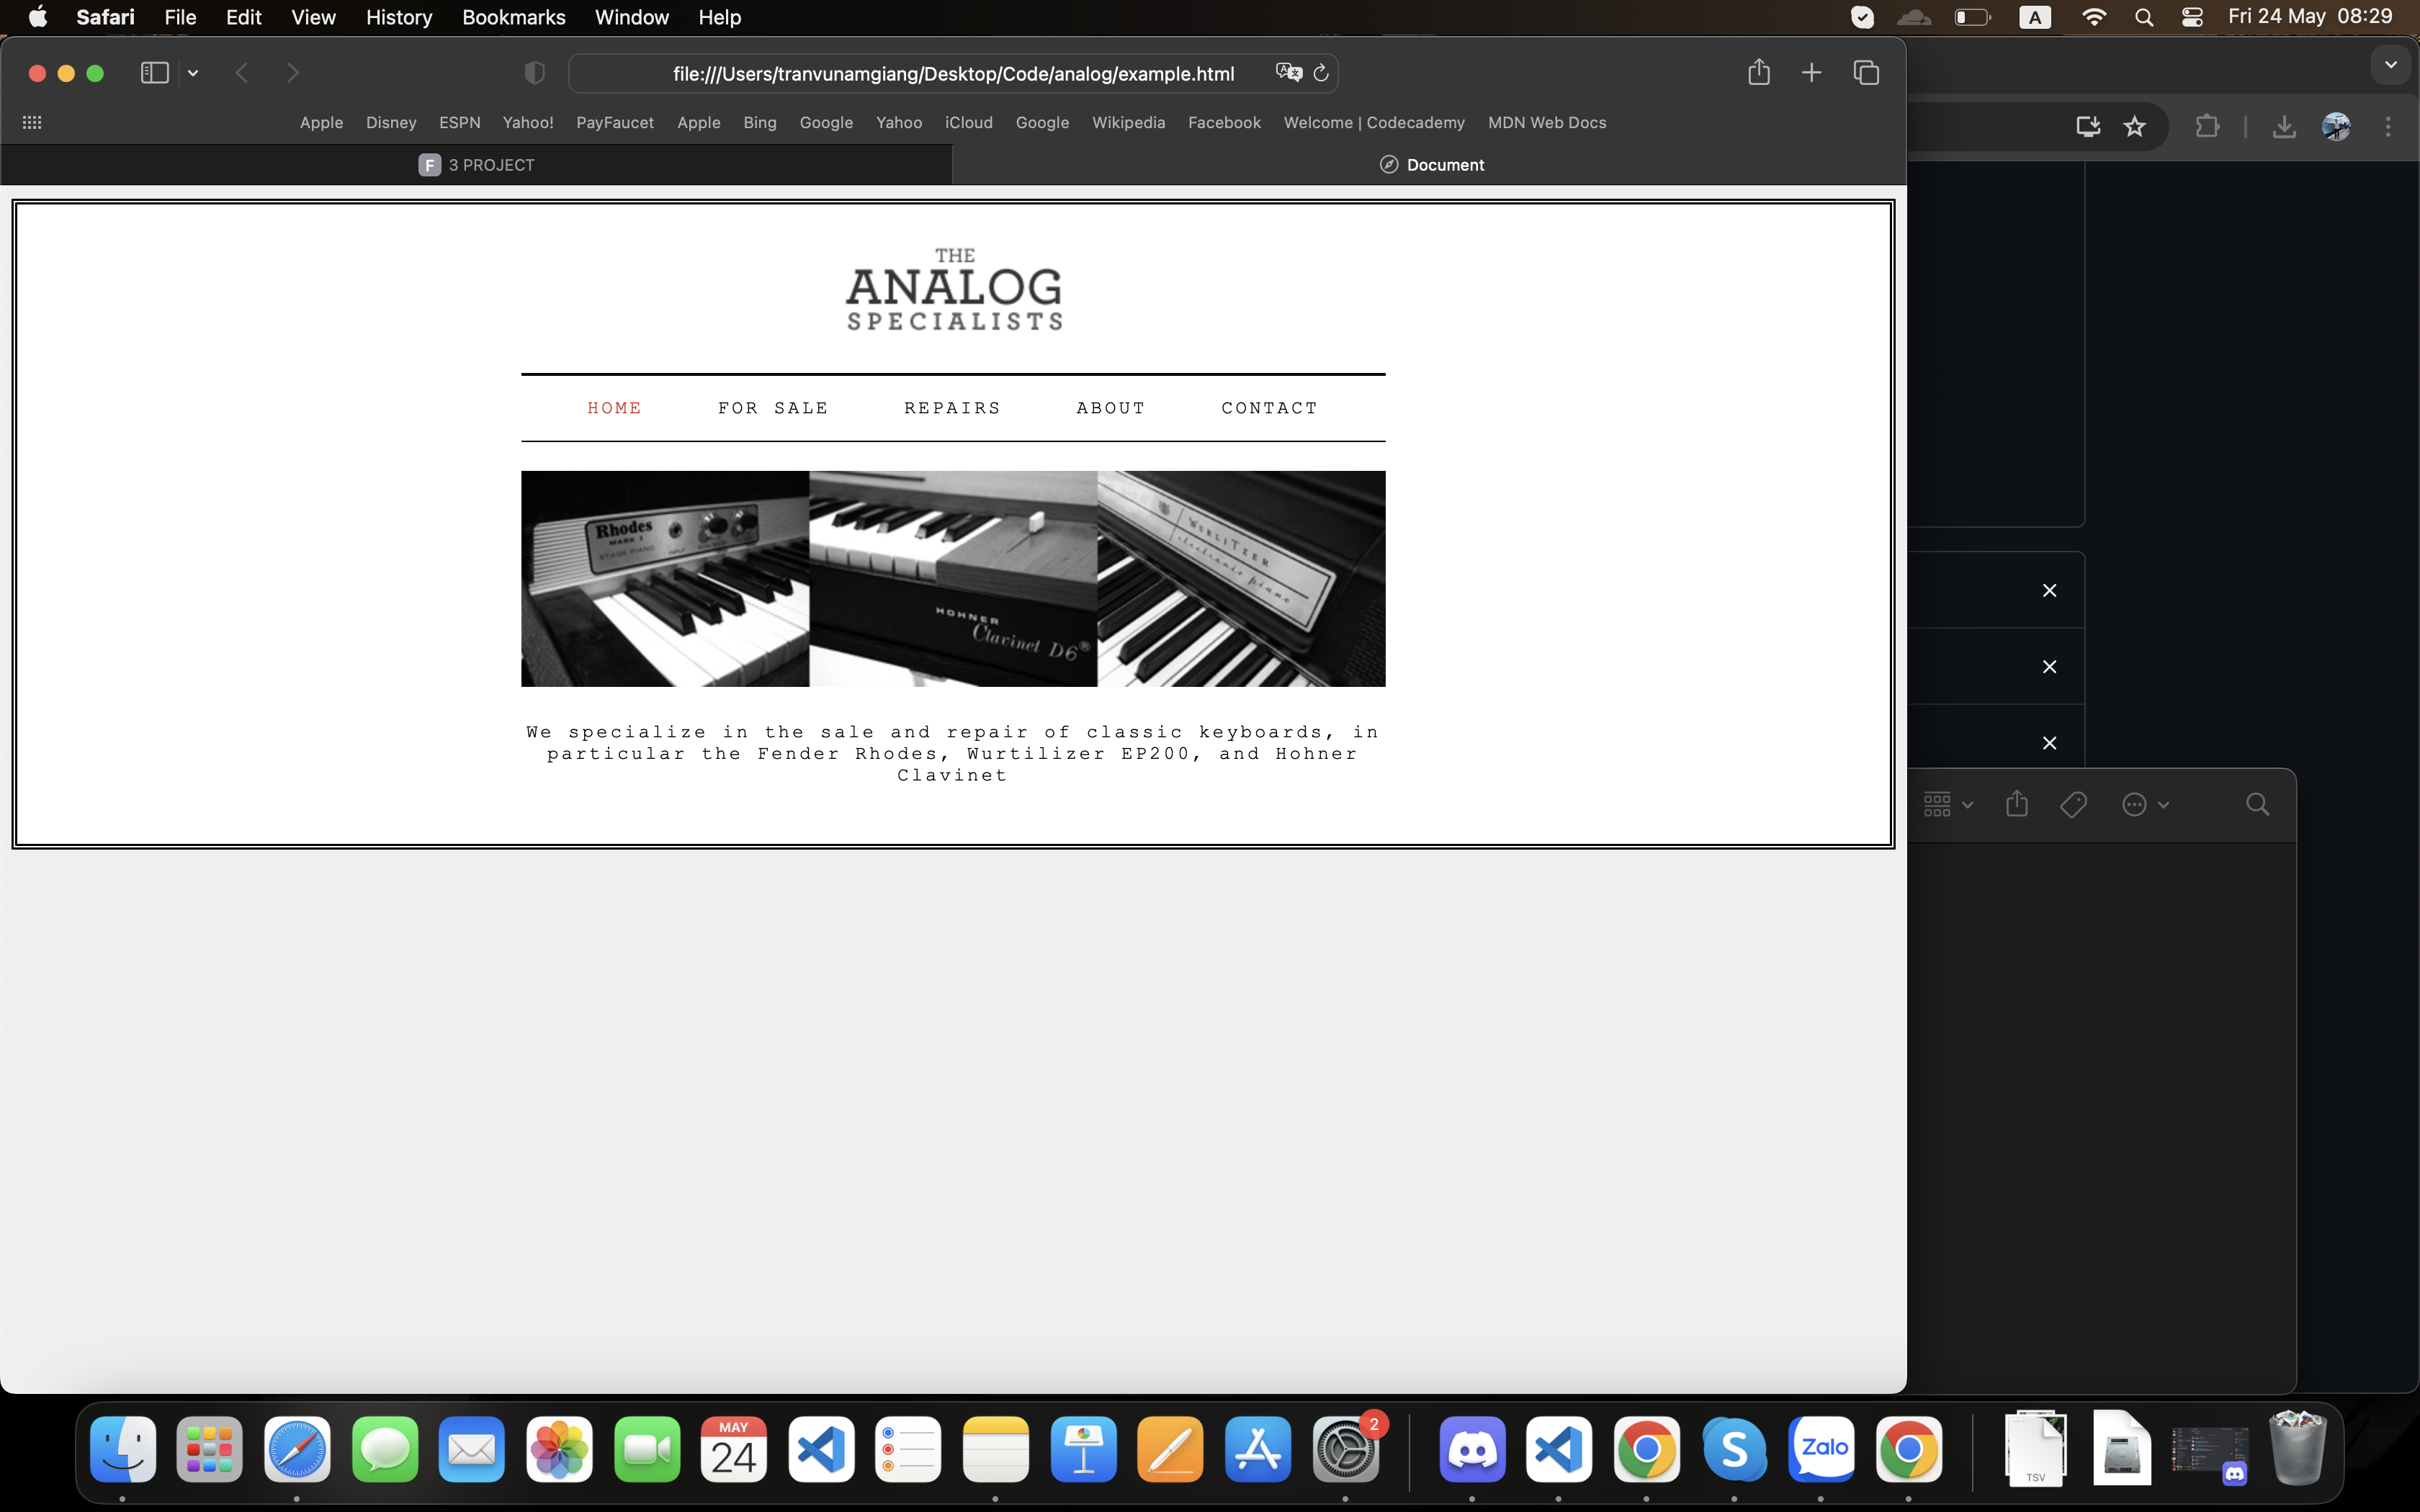 Safari File Edit View History Bookmarks Window Help
A
Fri 24 May 08:29
file:///Users/tranvunamgiang/Desktop/Code/analog/example.html
Apple Disney ESPN Yahoo! PayFaucet Apple Bing Google Yahoo iCloud Google Wikipedia Facebook Welcome | Codecademy MDN Web Docs
F 3 PROJECT
Document
THE
ANALOG
SPECIALISTS
HOME FOR SALE REPAIRS ABOUT CONTACT
Rhodes
MARK I
STAGE PIANO
HOHNER
Clavinet D6®
WURLITZER
electronic piano
We specialize in the sale and repair of classic keyboards, in
particular the Fender Rhodes, Wurtilizer EP200, and Hohner
Clavinet
MAY
24
2
S
Zalo
TSV